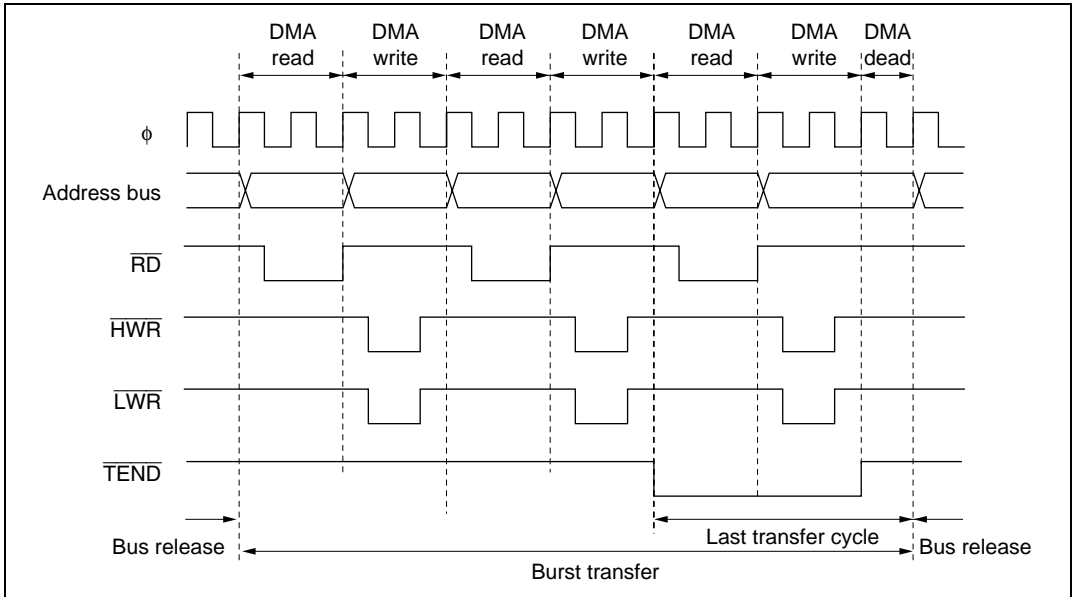 DMA DMA DMA DMA DMA DMA DMA
read write read write read write dead
ϕ
Address bus
RD
HWR
LWR
TEND
Last transfer cycle
Bus release Bus release
Burst transfer